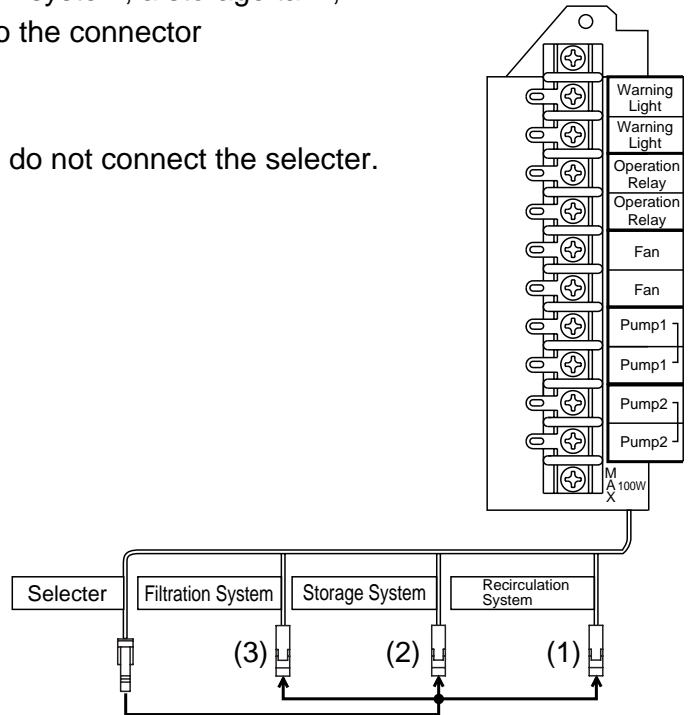 o the connector
do not connect the selecter.
Warning
Light
Warning
Light
Operation
Relay
Operation
Relay
Fan
Fan
Pump1
Pump1
Pump2
Pump2
MAX 100W
Selecter
Filtration System
Storage System
Recirculation
System
(3)
(2)
(1)